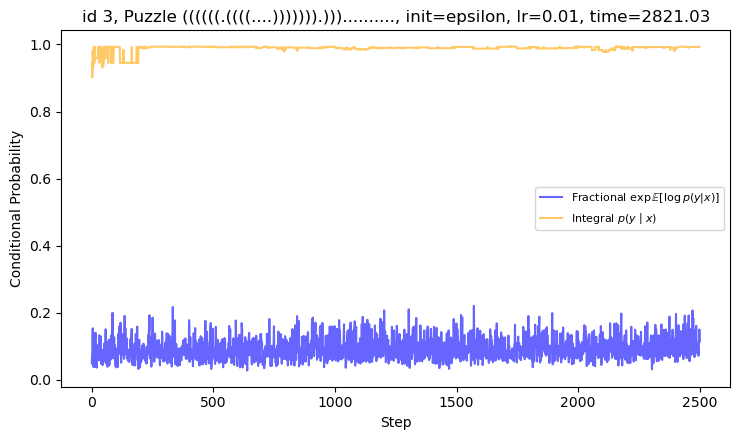 id 3, Puzzle ((((((.((((....))))))).)))..........., init=epsilon, lr=0.01, time=2821.03
1.0
0.8
0.6
0.4
0.2
0.0
Conditional Probability
Fractional exp𝔼[log p(y|x)]
Integral p(y | x)
0
500
1000
1500
2000
2500
Step